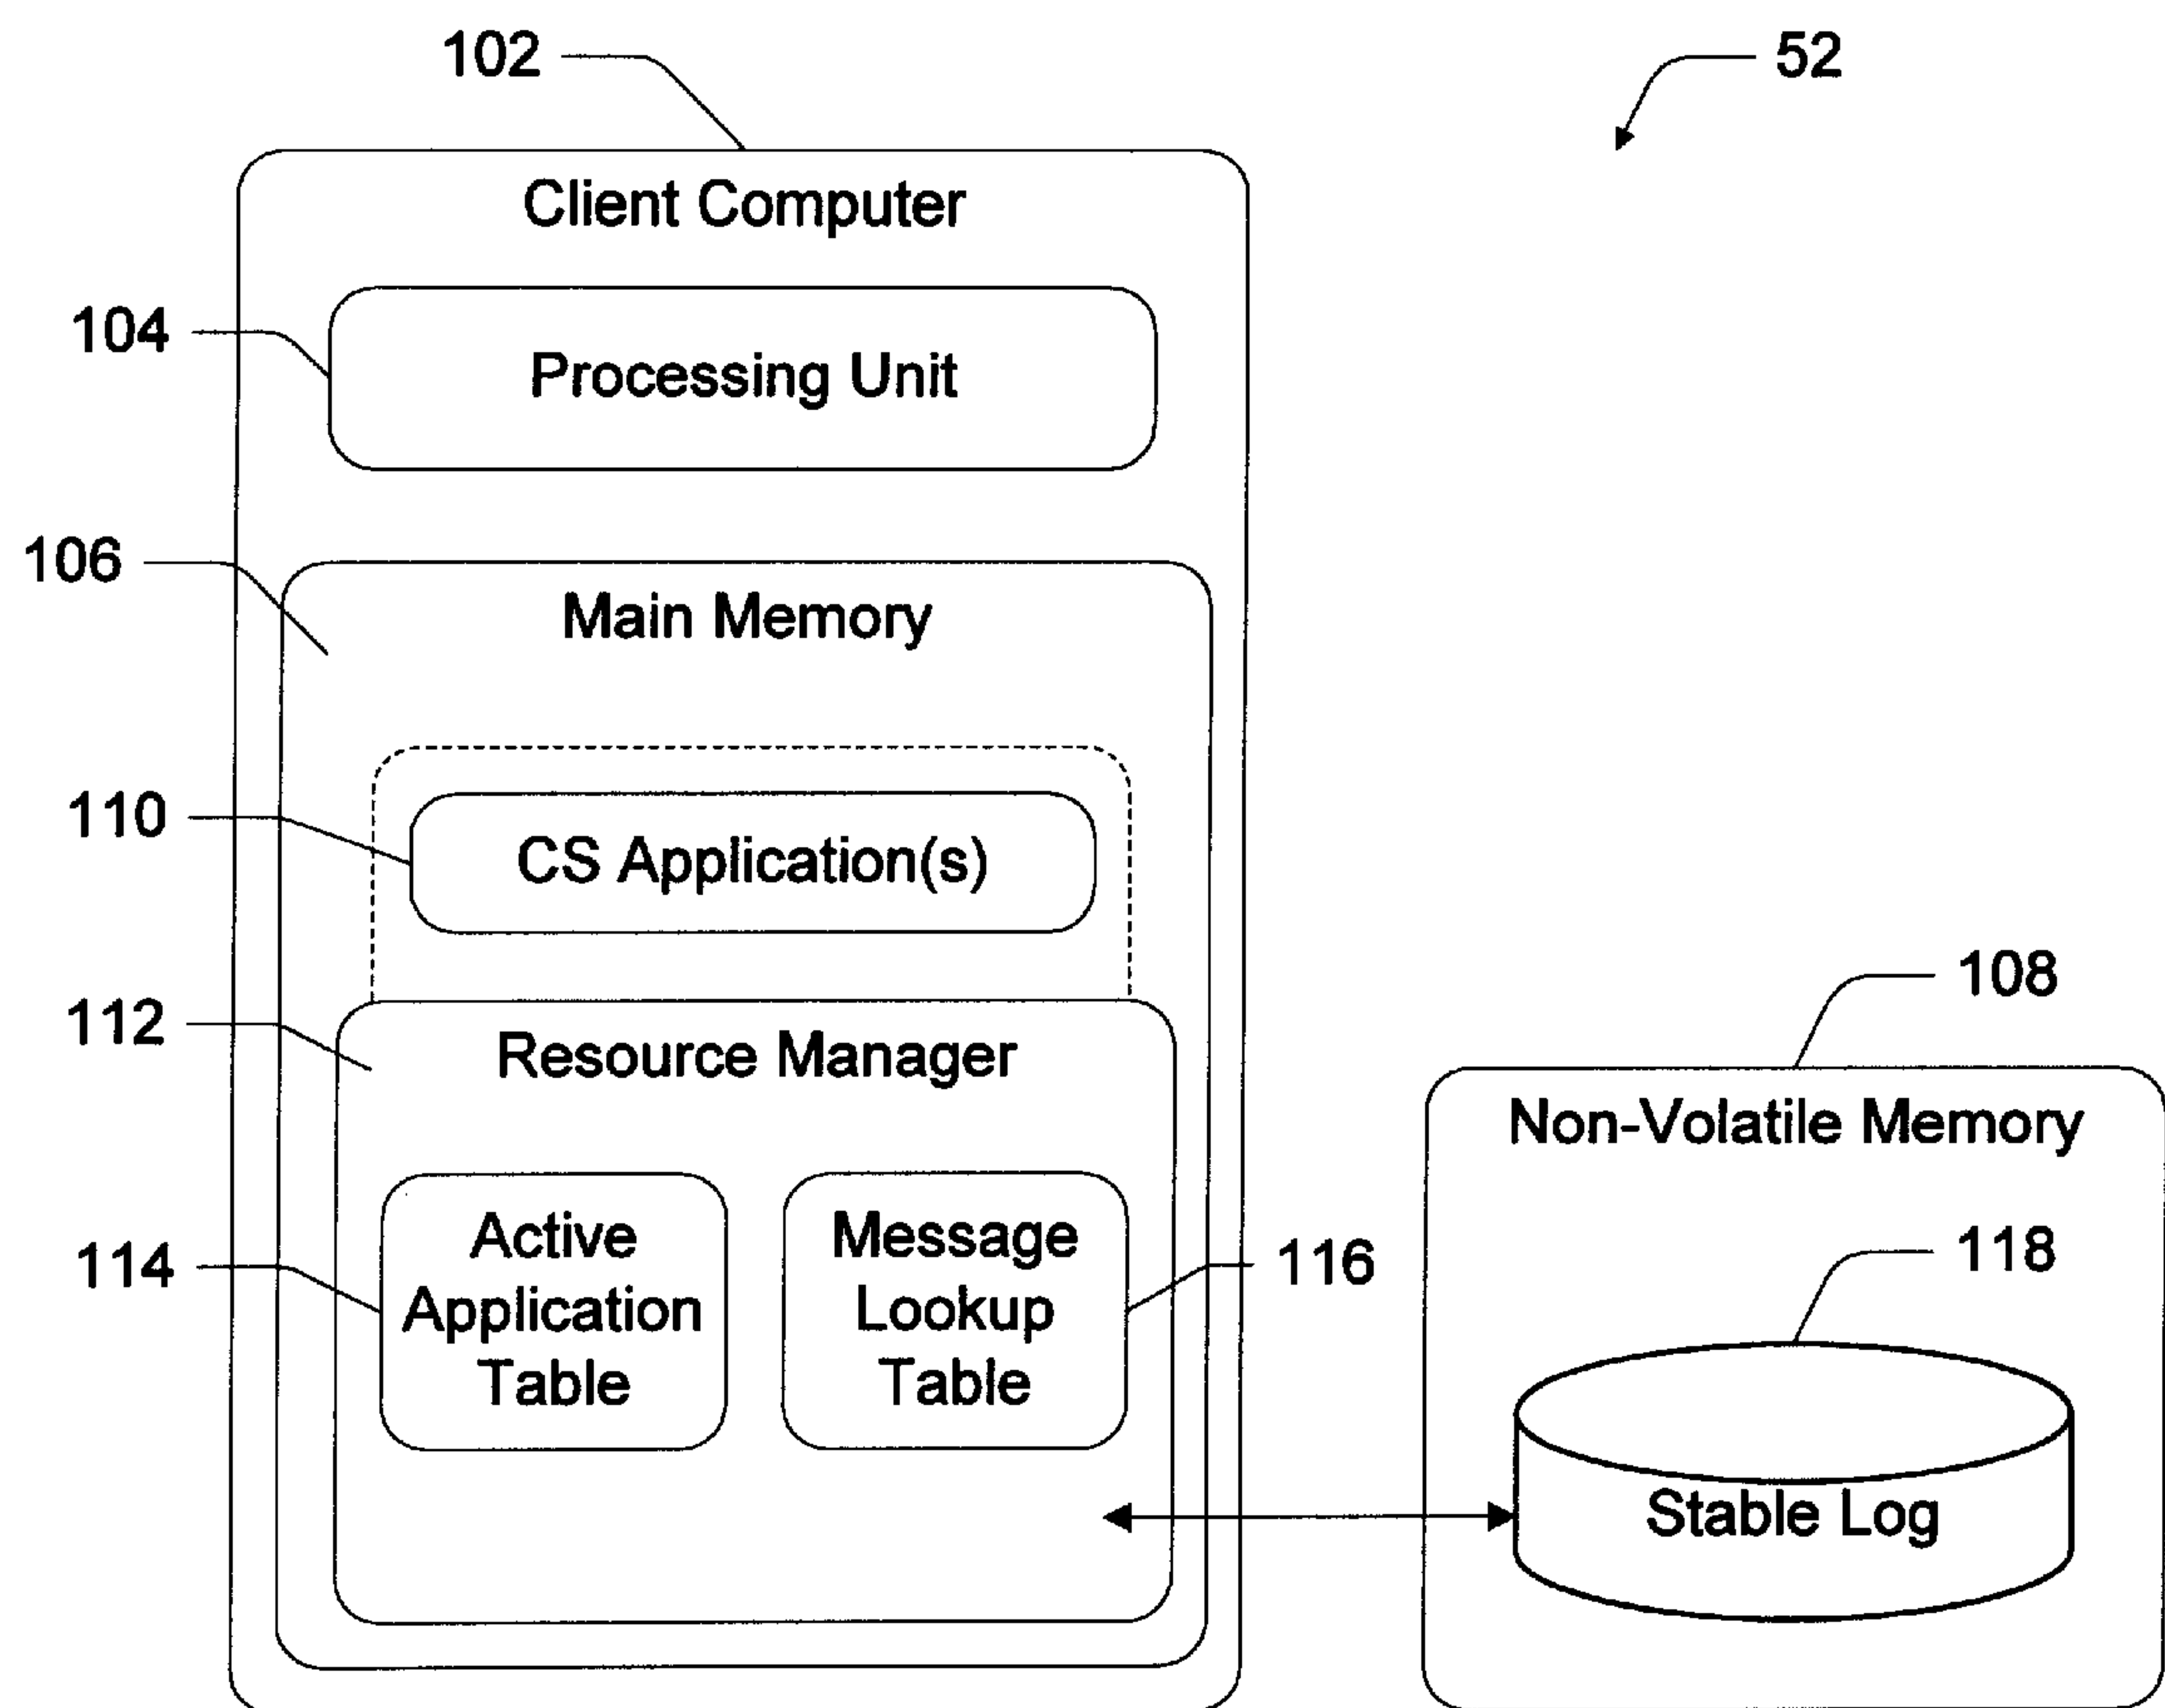 102
52
Client Computer
104
Processing Unit
106
Main Memory
110
CS Application(s)
112
Resource Manager
108
Non-Volatile Memory
114
Active
Application
Table
Message
Lookup
Table
116
118
Stable Log